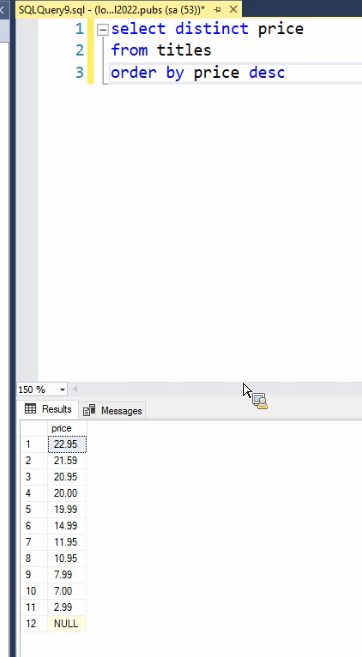 SQLQuery9.sql - (lo...l2022.pubs (sa (53))*
1 select distinct price
2 from titles
3 order by price desc
150 %
Results Messages
price
1 22.95
2 21.59
3 20.95
4 20.00
5 19.99
6 14.99
7 11.95
8 10.95
9 7.99
10 7.00
11 2.99
12 NULL